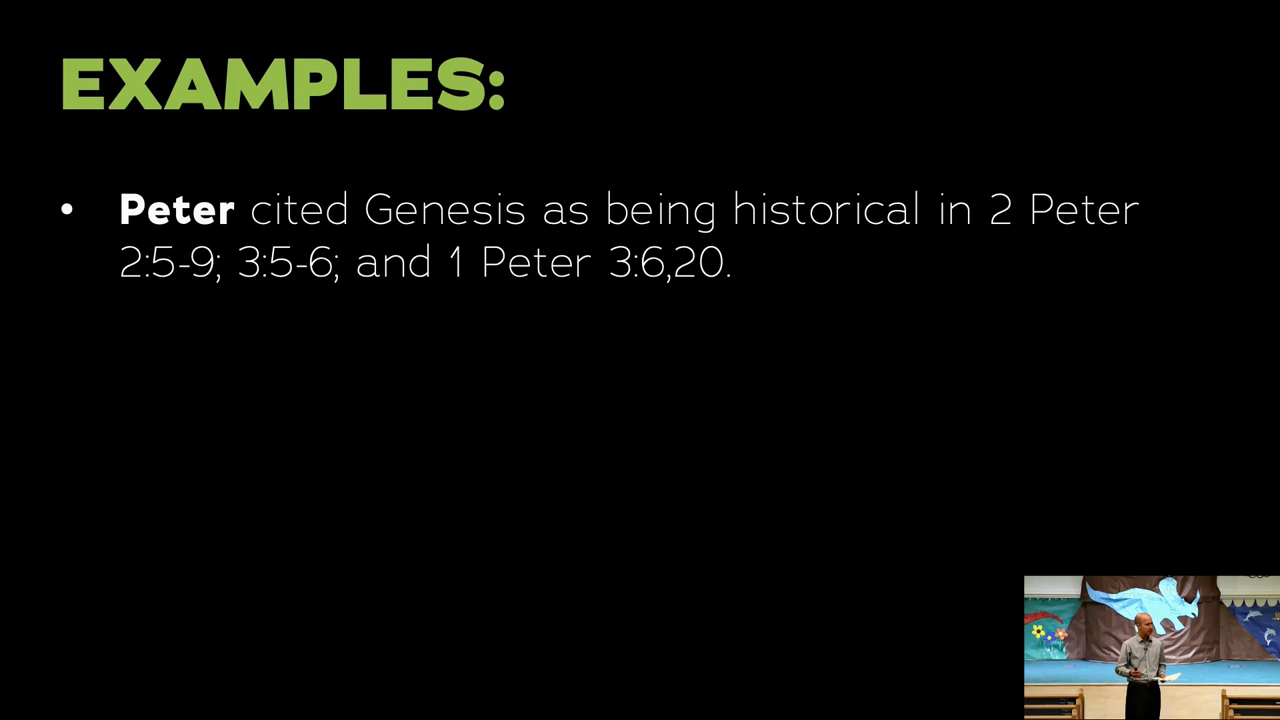 EXAMPLES:
• Peter cited Genesis as being historical in 2 Peter
2:5-9; 3:5-6; and 1 Peter 3:6,20.